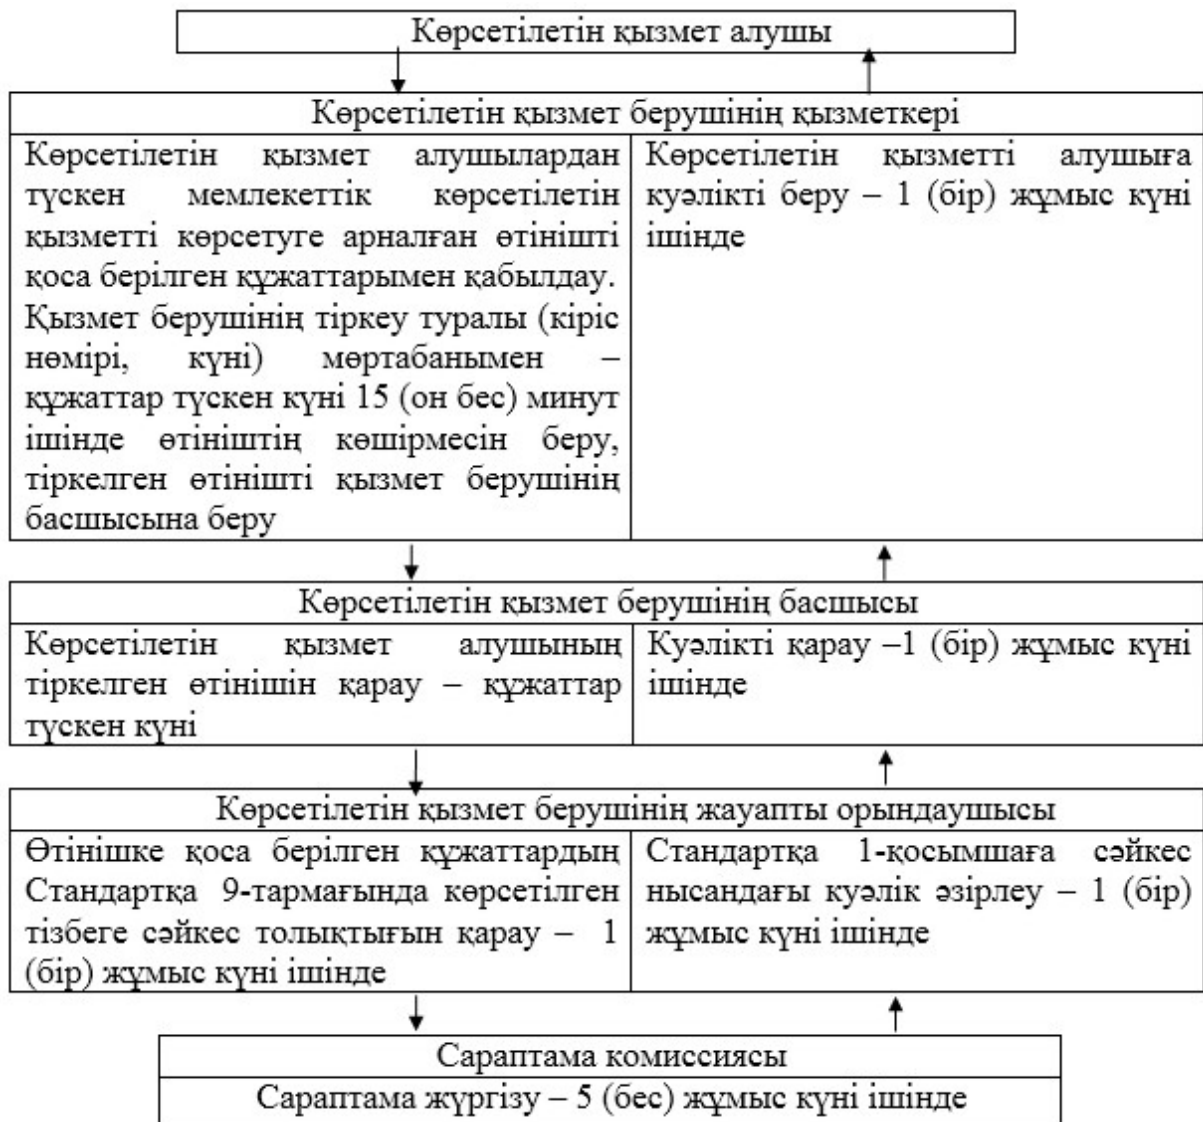 Көрсетілетін қызмет алушы
Көрсетілетін қызмет берушінің қызметкері
Көрсетілетін қызмет алушылардан
түскен мемлекеттік көрсетілетін
қызметті көрсетуге арналған өтінішті
қоса берілген құжаттарымен қабылдау.
Қызмет берушінің тіркеу туралы (кіріс
нөмірі, күні) мөртабанымен –
құжаттар түскен күні 15 (он бес) минут
ішінде өтініштің көшірмесін беру,
тіркелген өтінішті қызмет берушінің
басшысына беру
Көрсетілетін қызметті алушыға
куәлікті беру – 1 (бір) жұмыс күні
ішінде
Көрсетілетін қызмет берушінің басшысы
Көрсетілетін қызмет алушының
тіркелген өтінішін қарау – құжаттар
түскен күні
Куәлікті қарау –1 (бір) жұмыс күні
ішінде
Көрсетілетін қызмет берушінің жауапты орындаушысы
Өтінішке қоса берілген құжаттардың
Стандартқа 9-тармағында көрсетілген
тізбеге сәйкес толықтығын қарау – 1
(бір) жұмыс күні ішінде
Стандартқа 1-қосымшаға сәйкес
нысандағы куәлік әзірлеу – 1 (бір)
жұмыс күні ішінде
Сараптама комиссиясы
Сараптама жүргізу – 5 (бес) жұмыс күні ішінде